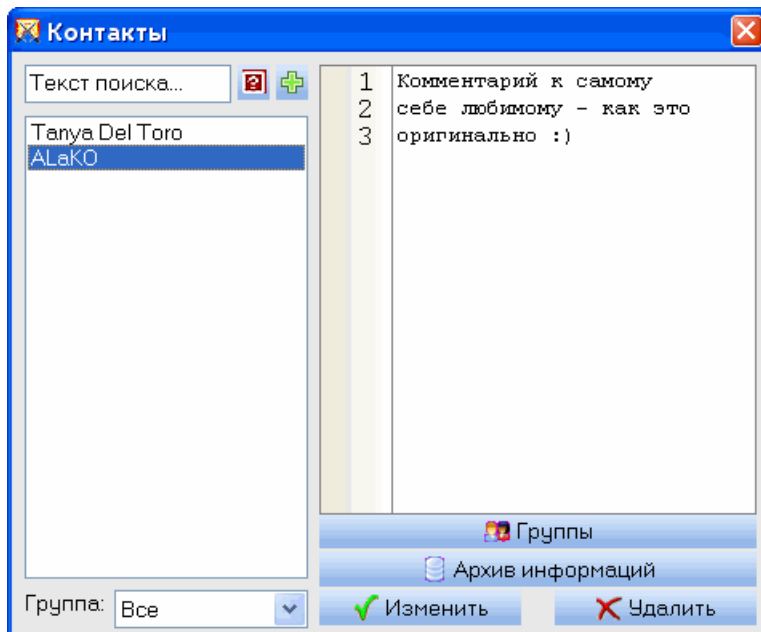 Контакты
Текст поиска...
Tanya Del Toro
ALaKO
Группа:
Все
1 Комментарий к самому
2 себе любимому - как это
3 оригинально :)
Группы
Архив информаций
Изменить
Удалить